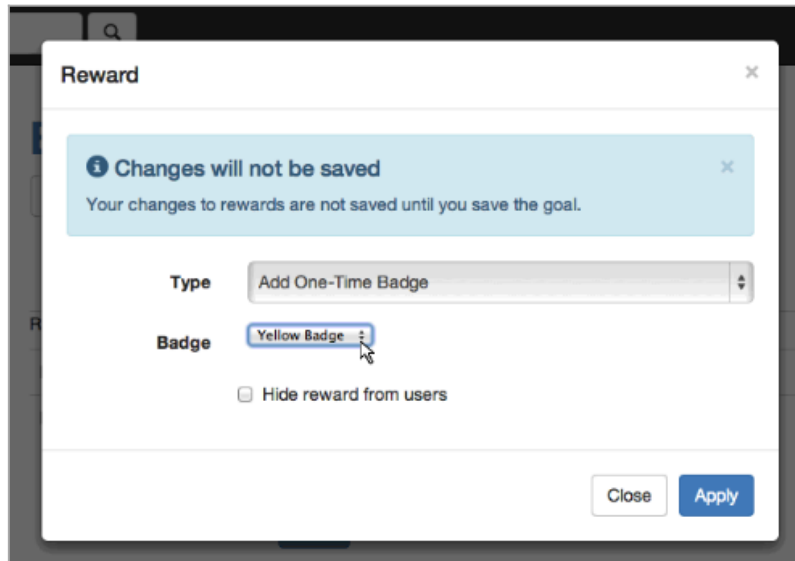 Reward
Changes will not be saved
Your changes to rewards are not saved until you save the goal.
Type Add One-Time Badge
Badge Yellow Badge
Hide reward from users
Close Apply